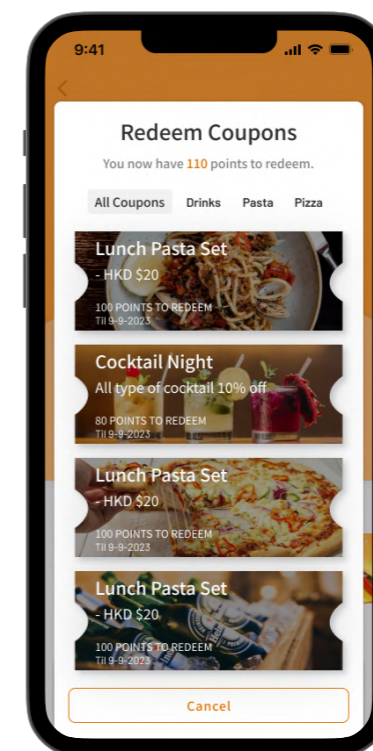 9:41
Redeem Coupons
You now have 110 points to redeem.
All Coupons Drinks Pasta Pizza
Lunch Pasta Set
- HKD $20
100 POINTS TO REDEEM
Til 9-9-2023
Cocktail Night
All type of cocktail 10% off
80 POINTS TO REDEEM
Til 9-9-2023
Lunch Pasta Set
- HKD $20
100 POINTS TO REDEEM
Til 9-9-2023
Lunch Pasta Set
- HKD $20
100 POINTS TO REDEEM
Til 9-9-2023
Cancel